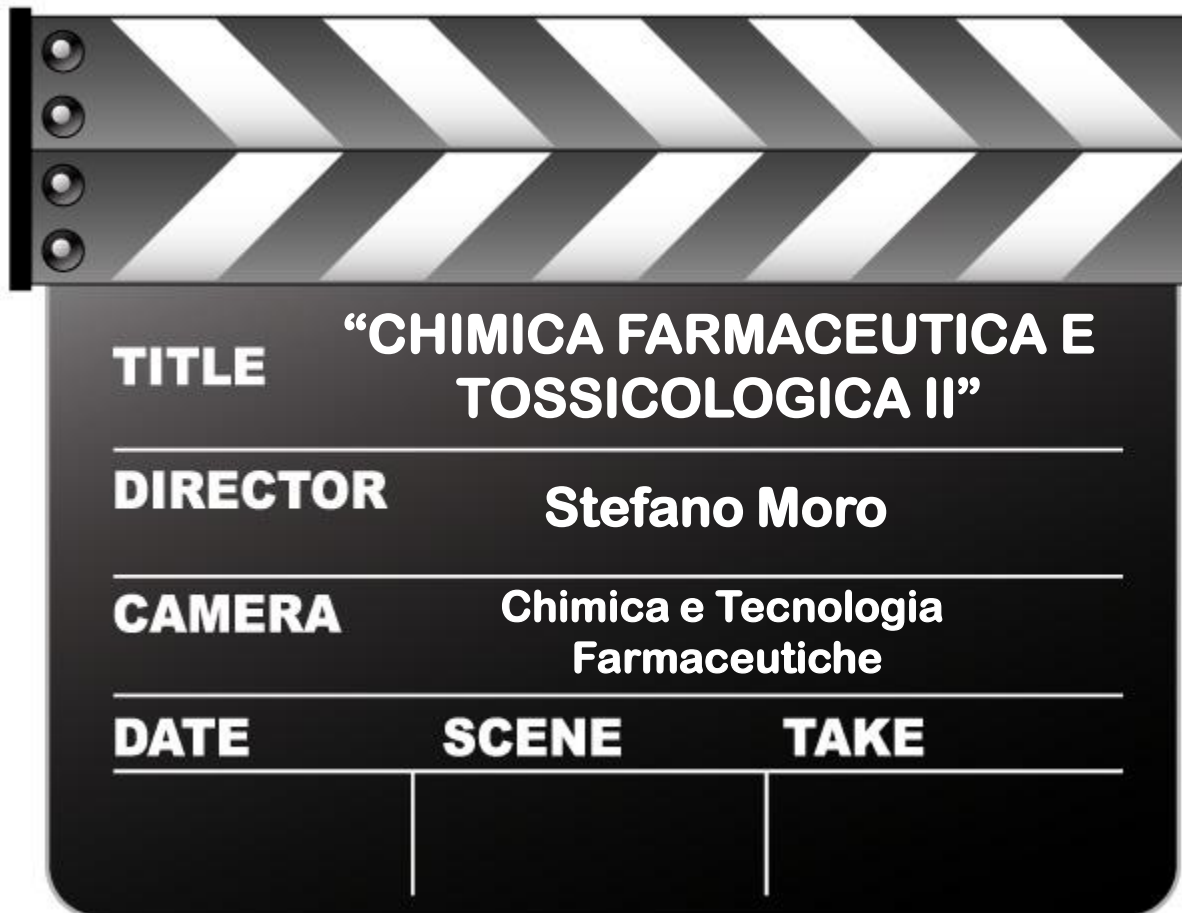 TITLE
“CHIMICA FARMACEUTICA E
TOSSICOLOGICA II”
DIRECTOR
Stefano Moro
CAMERA
Chimica e Tecnologia
Farmaceutiche
DATE SCENE TAKE